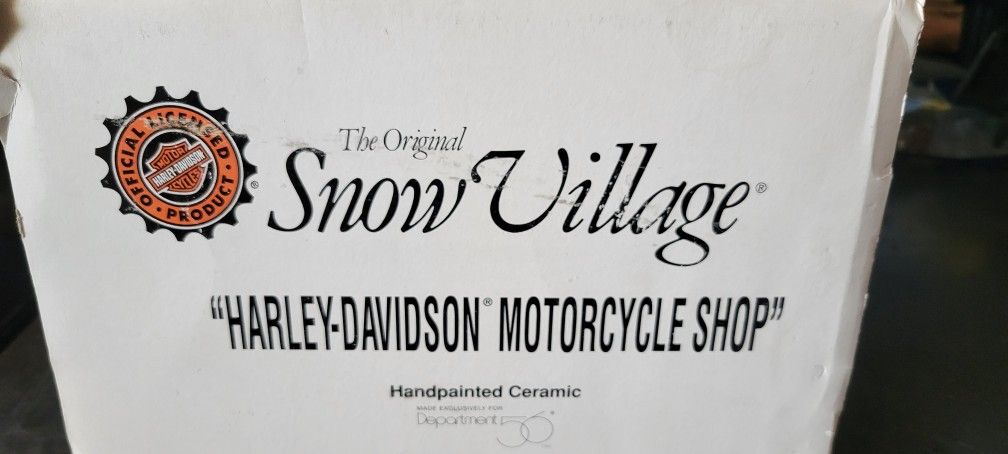 OFFICIAL LICENSED PRODUCT
MOTOR
HARLEY-DAVIDSON
®
The Original
Snow Village®
“HARLEY-DAVIDSON® MOTORCYCLE SHOP”
Handpainted Ceramic
MADE EXCLUSIVELY FOR
Department 56®